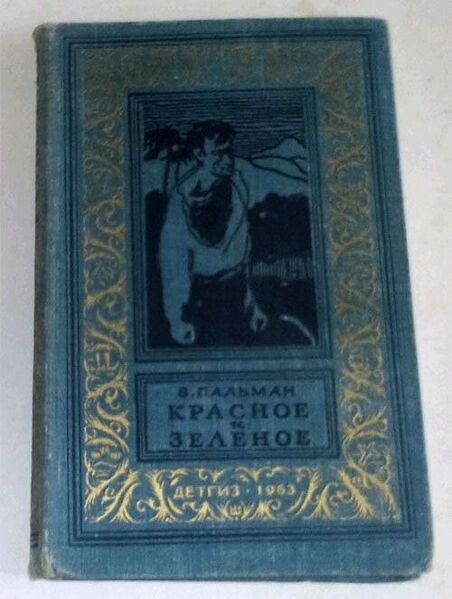 В. ПАЛЬМАН
КРАСНОЕ
и
ЗЕЛЕНОЕ
ДЕТГИЗ · 1963
Ш